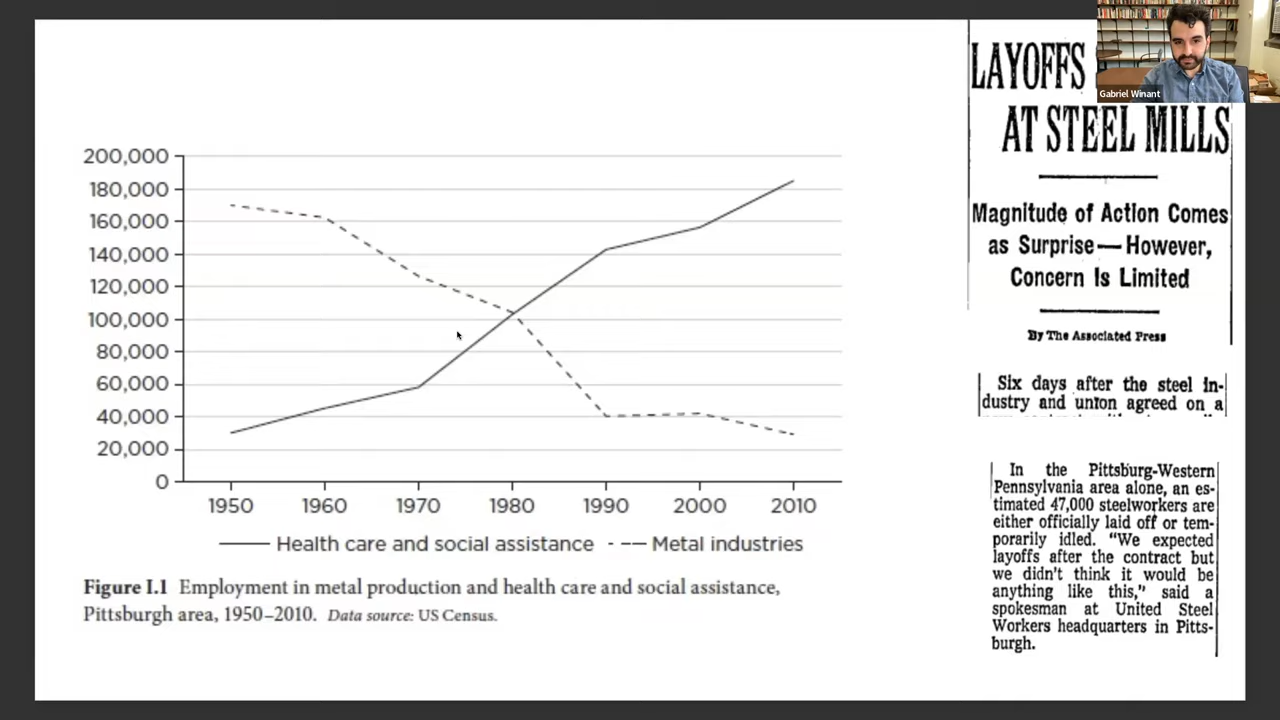 200,000
180,000
160,000
140,000
120,000
100,000
80,000
60,000
40,000
20,000
0
1950 1960 1970 1980 1990 2000 2010
Health care and social assistance Metal industries
Figure I.1 Employment in metal production and health care and social assistance,
Pittsburgh area, 1950–2010. Data source: US Census.
LAYOFFS
AT STEEL MILLS
Magnitude of Action Comes
as Surprise—However,
Concern Is Limited
By The Associated Press
Six days after the steel in-
dustry and union agreed on a
In the Pittsburg-Western
Pennsylvania area alone, an es-
timated 47,000 steelworkers are
either officially laid off or tem-
porarily idled. “We expected
layoffs after the contract but
we didn't think it would be
anything like this,” said a
spokesman at United Steel
Workers headquarters in Pitts-
burgh.
Gabriel Winant